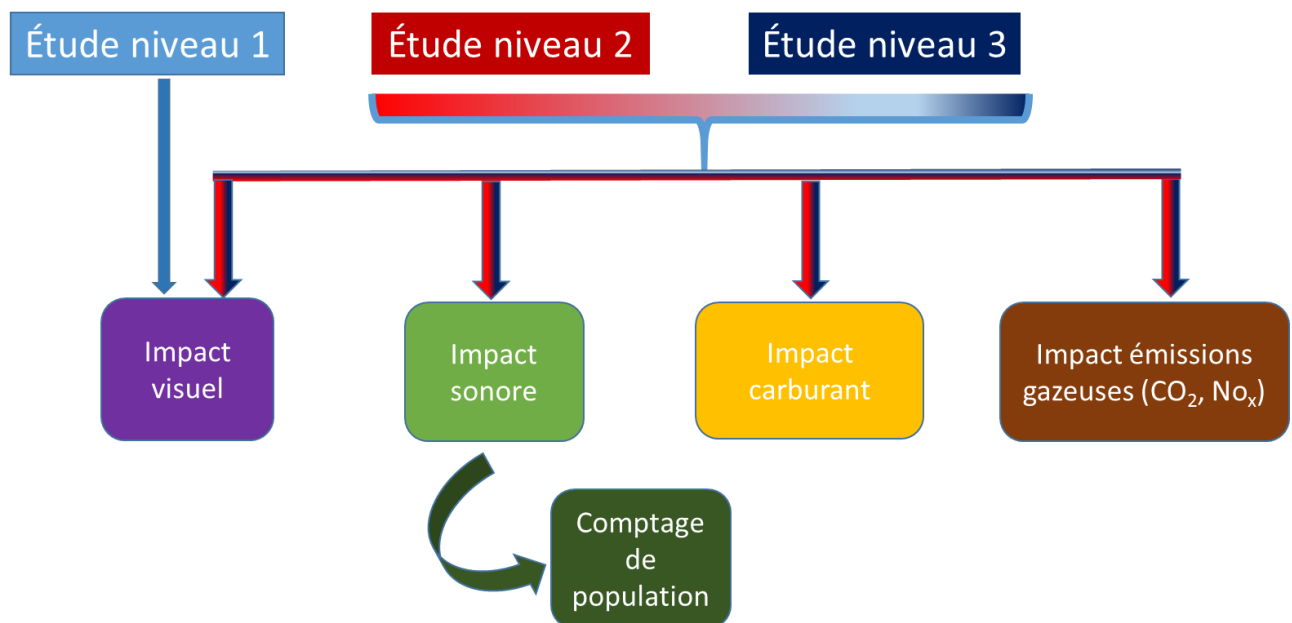 Étude niveau 1
Étude niveau 2
Étude niveau 3
Impact
visuel
Impact
sonore
Impact
carburant
Impact émissions
gazeuses (CO₂, Noₓ)
Comptage
de
population